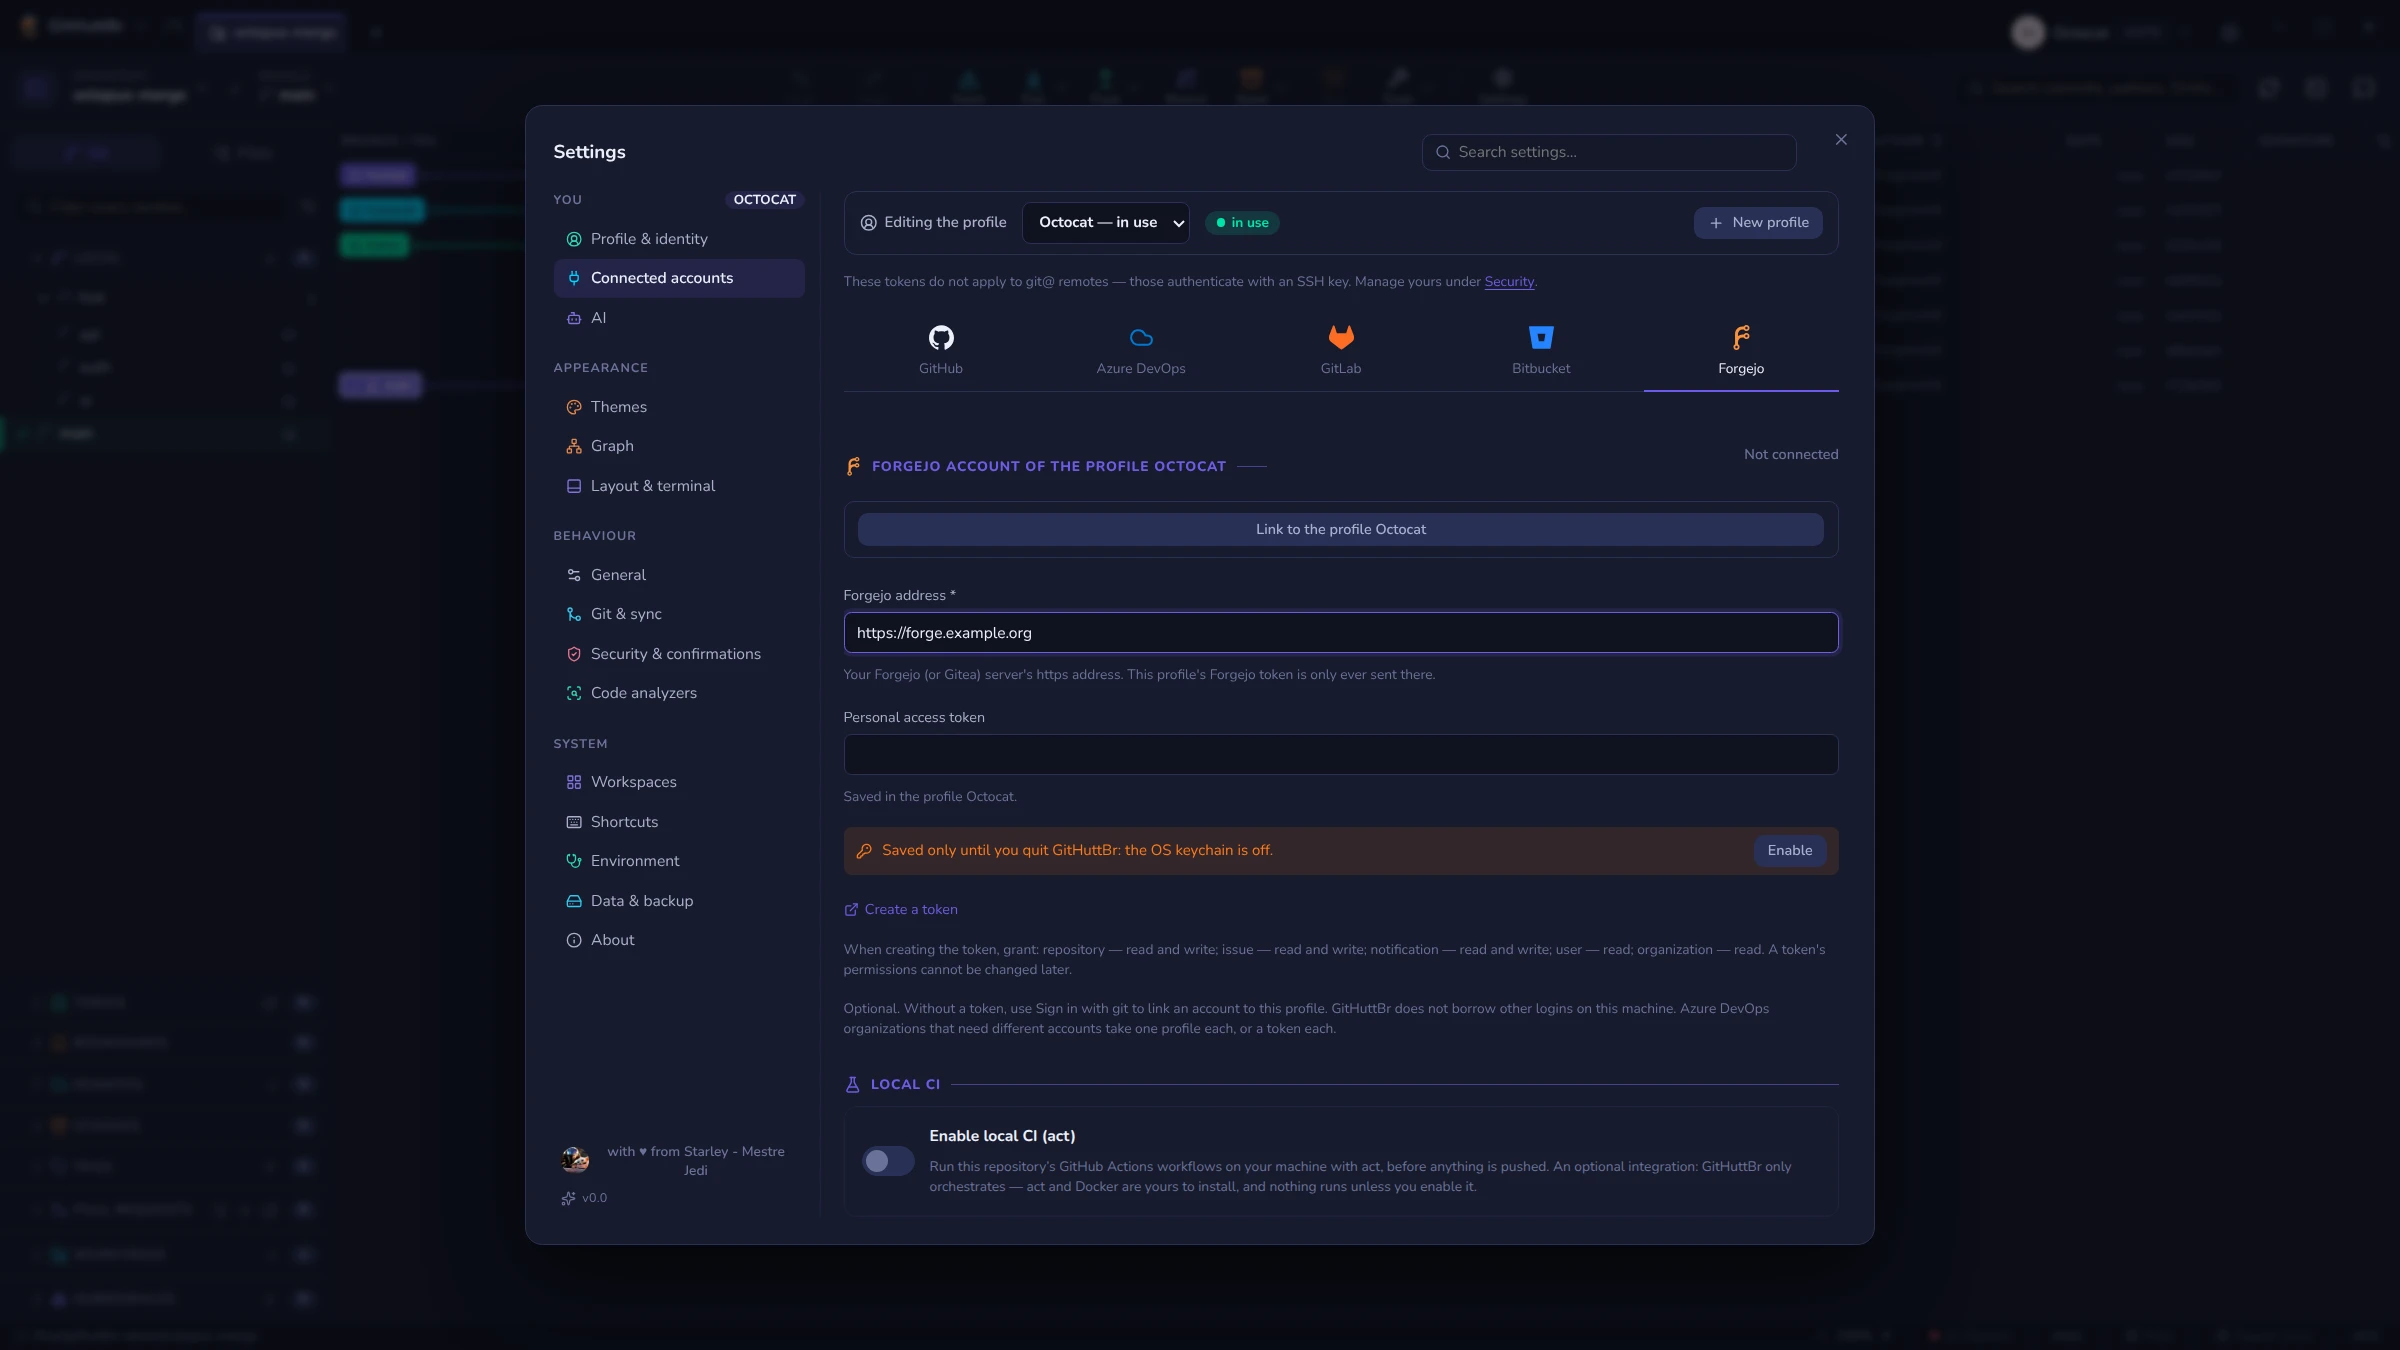 Settings
Search settings...
YOU
OCTOCAT
Profile & identity
Connected accounts
AI
APPEARANCE
Themes
Graph
Layout & terminal
BEHAVIOUR
General
Git & sync
Security & confirmations
Code analyzers
SYSTEM
Workspaces
Shortcuts
Environment
Data & backup
About
with ♥ from Starley - Mestre
Jedi
v0.0
Editing the profile
Octocat — in use
in use
New profile
These tokens do not apply to git@ remotes — those authenticate with an SSH key. Manage yours under Security.
GitHub
Azure DevOps
GitLab
Bitbucket
Forgejo
FORGEJO ACCOUNT OF THE PROFILE OCTOCAT
Not connected
Link to the profile Octocat
Forgejo address *
https://forge.example.org
Your Forgejo (or Gitea) server's https address. This profile's Forgejo token is only ever sent there.
Personal access token
Saved in the profile Octocat.
Saved only until you quit GitHuttBr: the OS keychain is off.
Enable
Create a token
When creating the token, grant: repository — read and write; issue — read and write; notification — read and write; user — read; organization — read. A token's
permissions cannot be changed later.
Optional. Without a token, use Sign in with git to link an account to this profile. GitHuttBr does not borrow other logins on this machine. Azure DevOps
organizations that need different accounts take one profile each, or a token each.
LOCAL CI
Enable local CI (act)
Run this repository's GitHub Actions workflows on your machine with act, before anything is pushed. An optional integration: GitHuttBr only
orchestrates — act and Docker are yours to install, and nothing runs unless you enable it.